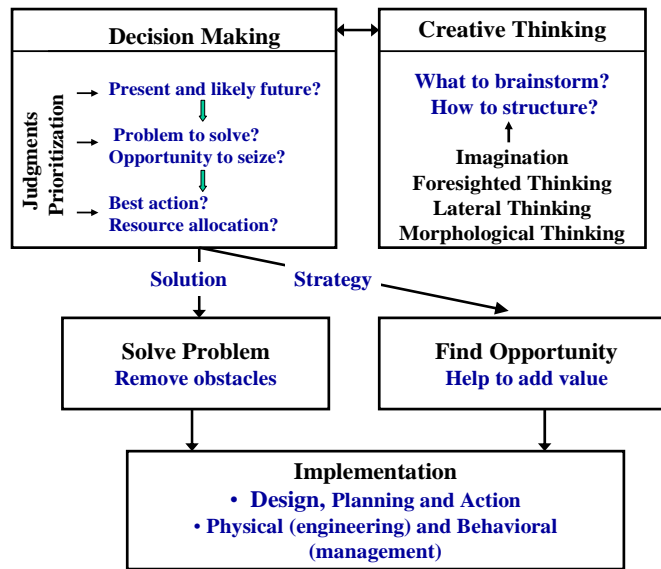 Decision Making
Judgments
Prioritization
Present and likely future?
Problem to solve?
Opportunity to seize?
Best action?
Resource allocation?
Creative Thinking
What to brainstorm?
How to structure?
Imagination
Foresighted Thinking
Lateral Thinking
Morphological Thinking
Solution
Strategy
Solve Problem
Remove obstacles
Find Opportunity
Help to add value
Implementation
• Design, Planning and Action
• Physical (engineering) and Behavioral
(management)